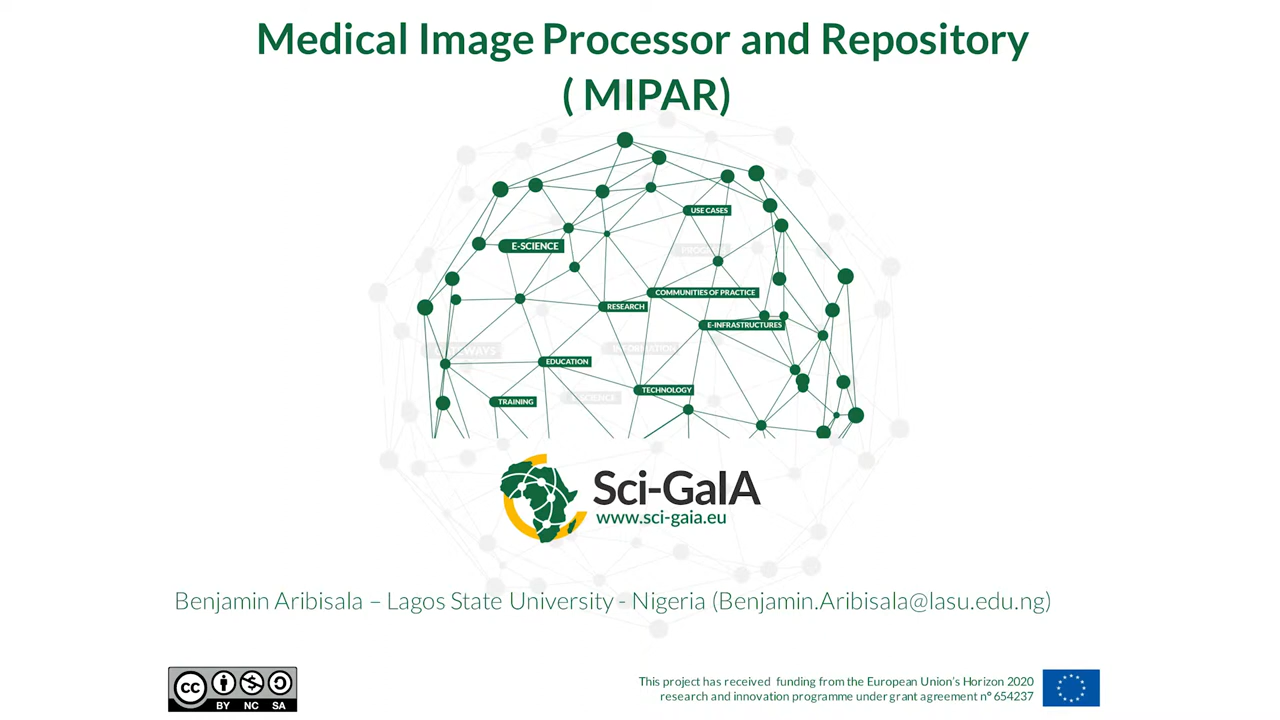 Medical Image Processor and Repository
( MIPAR)
USE CASES
E-SCIENCE
COMMUNITIES OF PRACTICE
RESEARCH
E-INFRASTRUCTURES
EDUCATION
TECHNOLOGY
TRAINING
Sci-GaIA
www.sci-gaia.eu
Benjamin Aribisala – Lagos State University - Nigeria (Benjamin.Aribisala@lasu.edu.ng)
cc
BY NC SA
This project has received funding from the European Union's Horizon 2020
research and innovation programme under grant agreement nº 654237